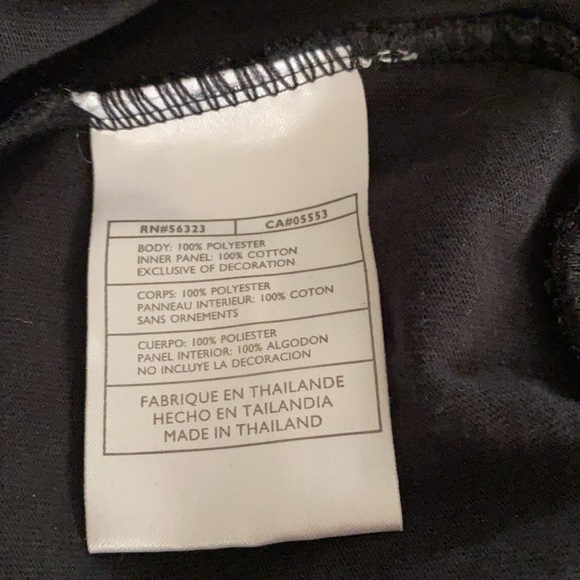 RN#56323 CA#05553
BODY: 100% POLYESTER
INNER PANEL: 100% COTTON
EXCLUSIVE OF DECORATION
CORPS: 100% POLYESTER
PANNEAU INTERIEUR: 100% COTON
SANS ORNEMENTS
CUERPO: 100% POLIESTER
PANEL INTERIOR: 100% ALGODON
NO INCLUYE LA DECORACION
FABRIQUE EN THAILANDE
HECHO EN TAILANDIA
MADE IN THAILAND